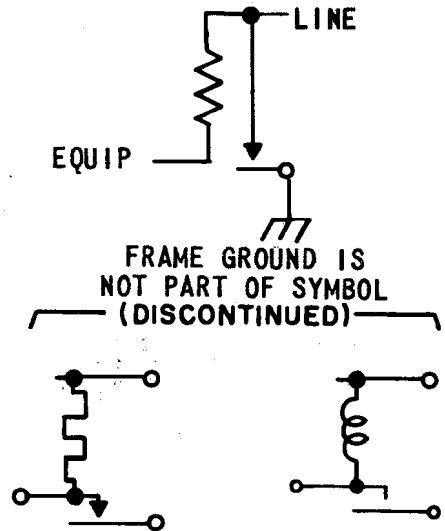 LINE
EQUIP
FRAME GROUND IS
NOT PART OF SYMBOL
(DISCONTINUED)